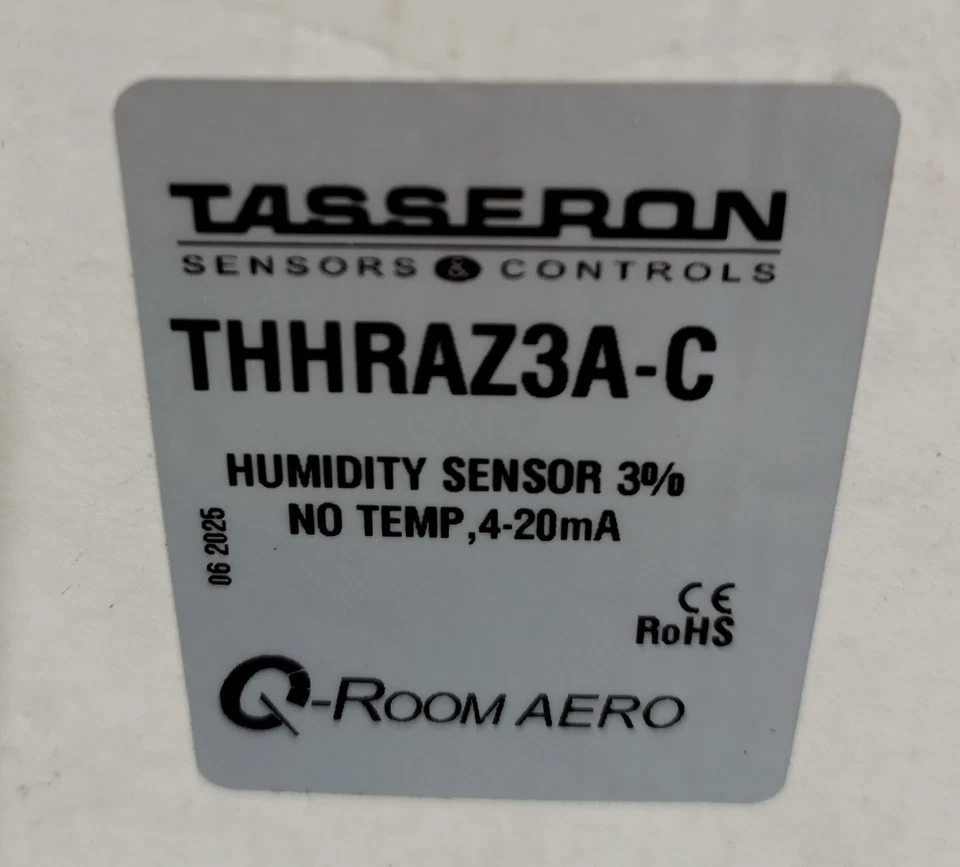 TASSERON
SENSORS & CONTROLS
THHRAZ3A-C
HUMIDITY SENSOR 3%
NO TEMP,4-20mA
06 2025
CE
RoHS
Q-ROOM AERO